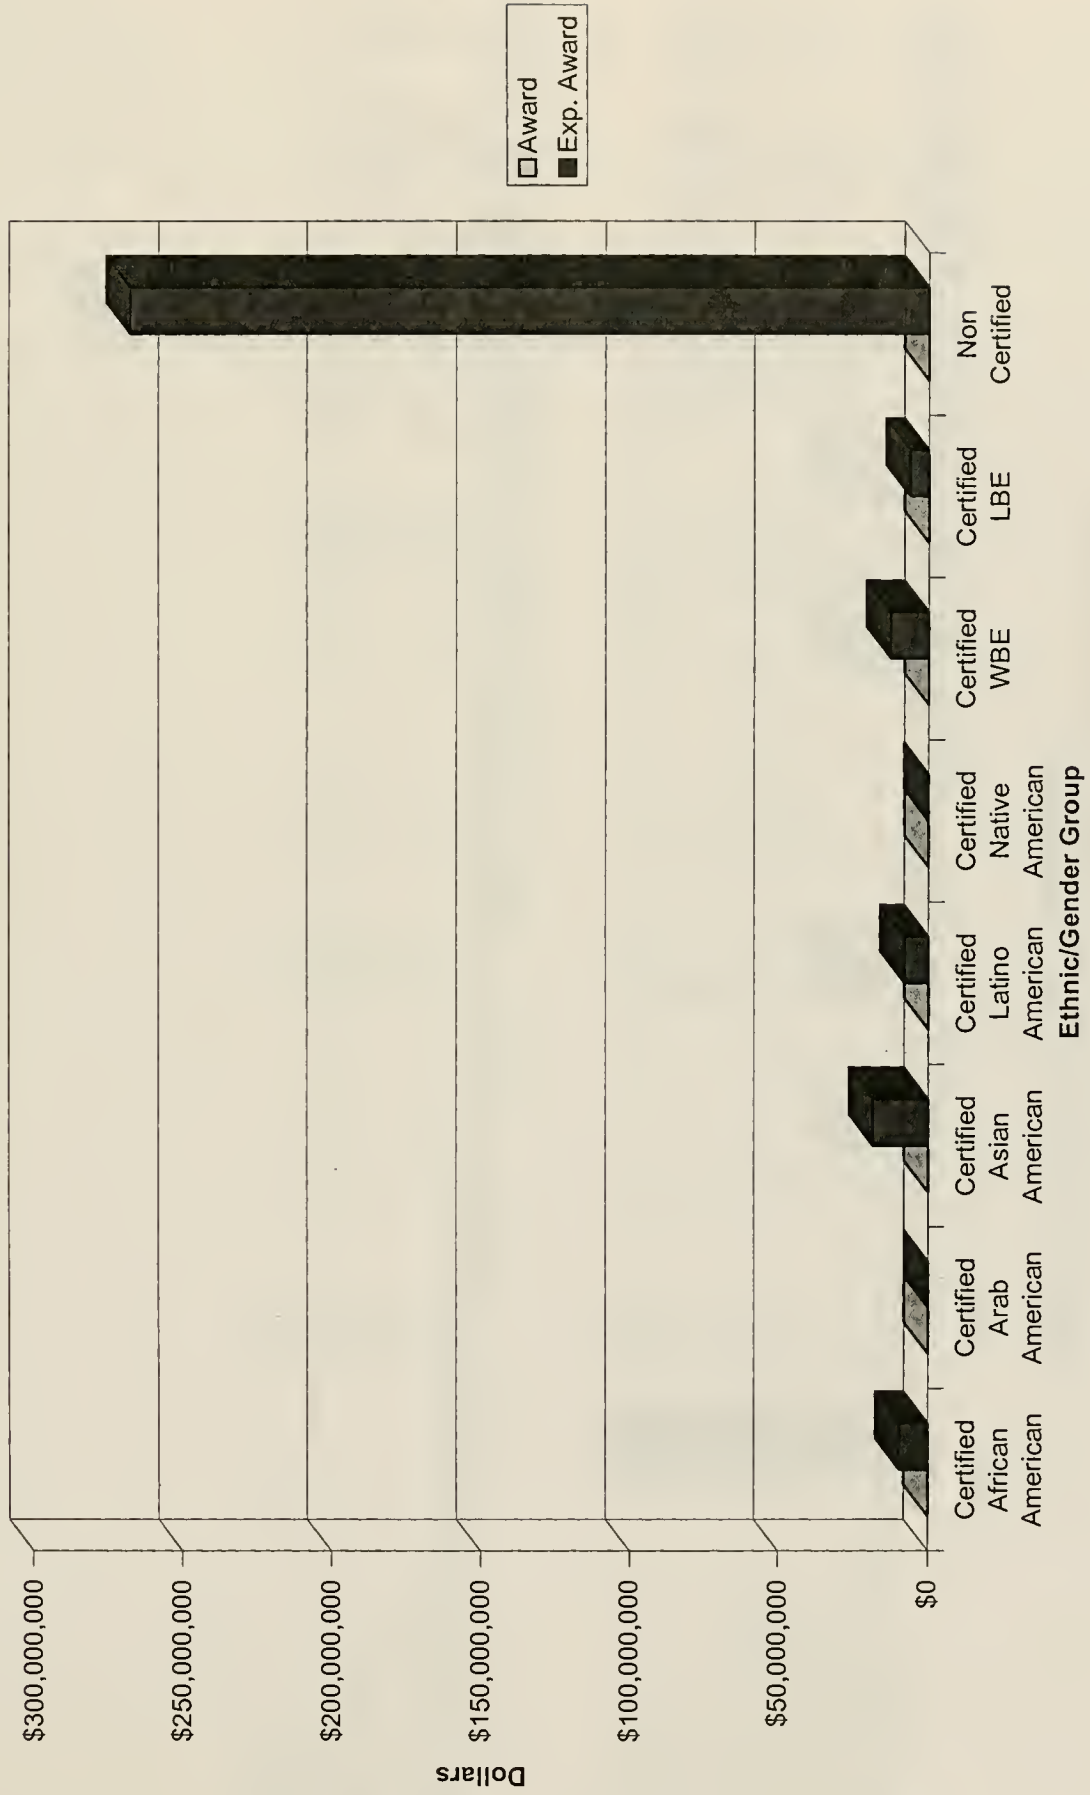 $300,000,000
$250,000,000
$200,000,000
$150,000,000
$100,000,000
$50,000,000
$0
Dollars
Certified
African
American
Certified
Arab
American
Certified
Asian
American
Certified
Latino
American
Certified
Native
American
Certified
WBE
Certified
LBE
Non
Certified
Ethnic/Gender Group
Award
Exp. Award